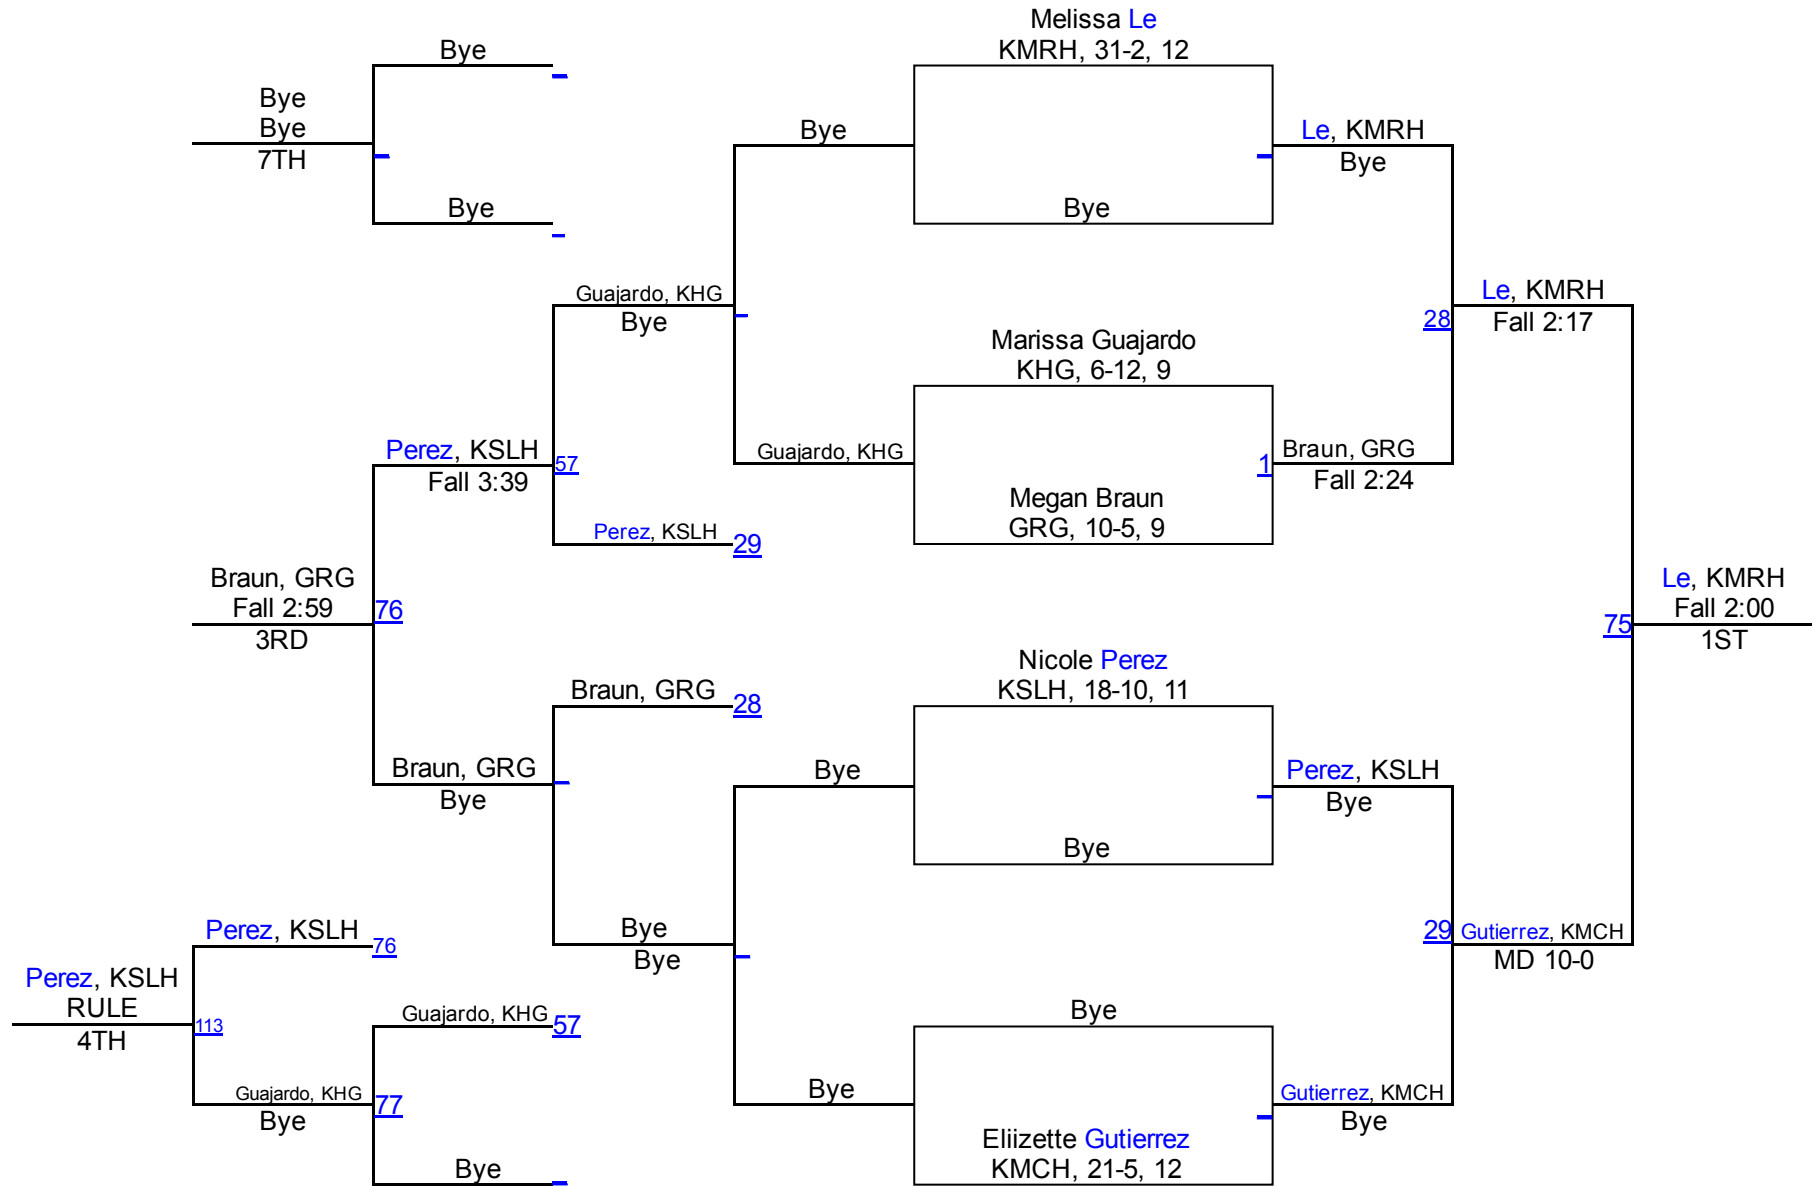 Melissa Le
KMRH, 31-2, 12
Bye
Bye
Bye
7TH
Bye
Bye
Le, KMRH
Bye
Bye
Guajardo, KHG
Bye
Le, KMRH
28
Fall 2:17
Marissa Guajardo
KHG, 6-12, 9
Perez, KSLH
57
Fall 3:39
Guajardo, KHG
Braun, GRG
1
Fall 2:24
Megan Braun
GRG, 10-5, 9
Perez, KSLH
29
Braun, GRG
Fall 2:59
76
3RD
Le, KMRH
Fall 2:00
75
1ST
Nicole Perez
KSLH, 18-10, 11
Braun, GRG
28
Braun, GRG
Bye
Bye
Perez, KSLH
Bye
Bye
Perez, KSLH
76
Bye
Bye
29
Gutierrez, KMCH
MD 10-0
Perez, KSLH
RULE
113
4TH
Guajardo, KHG
57
Bye
Guajardo, KHG
77
Bye
Bye
Gutierrez, KMCH
Bye
Eliizette Gutierrez
KMCH, 21-5, 12
Bye